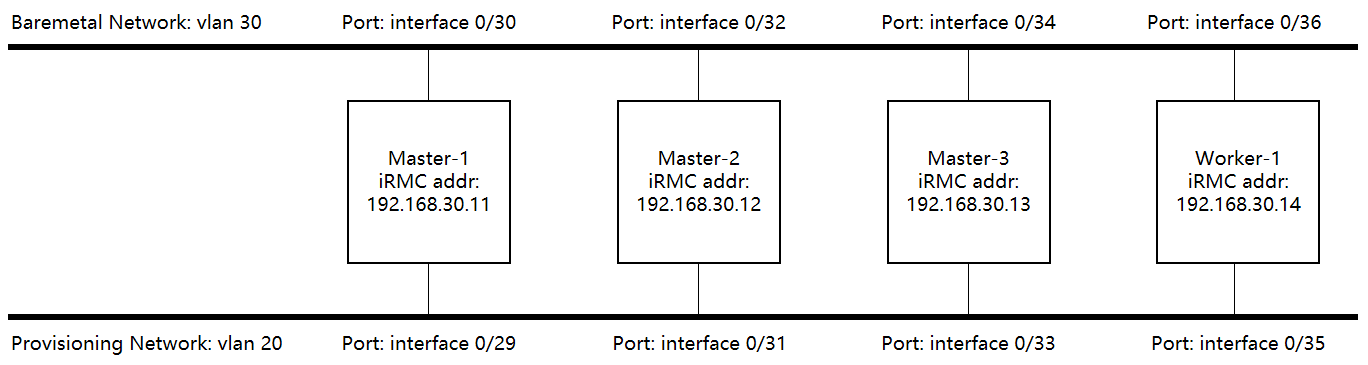 Baremetal Network: vlan 30
Port: interface 0/30
Port: interface 0/32
Port: interface 0/34
Port: interface 0/36
Master-1
iRMC addr:
192.168.30.11
Master-2
iRMC addr:
192.168.30.12
Master-3
iRMC addr:
192.168.30.13
Worker-1
iRMC addr:
192.168.30.14
Provisioning Network: vlan 20
Port: interface 0/29
Port: interface 0/31
Port: interface 0/33
Port: interface 0/35